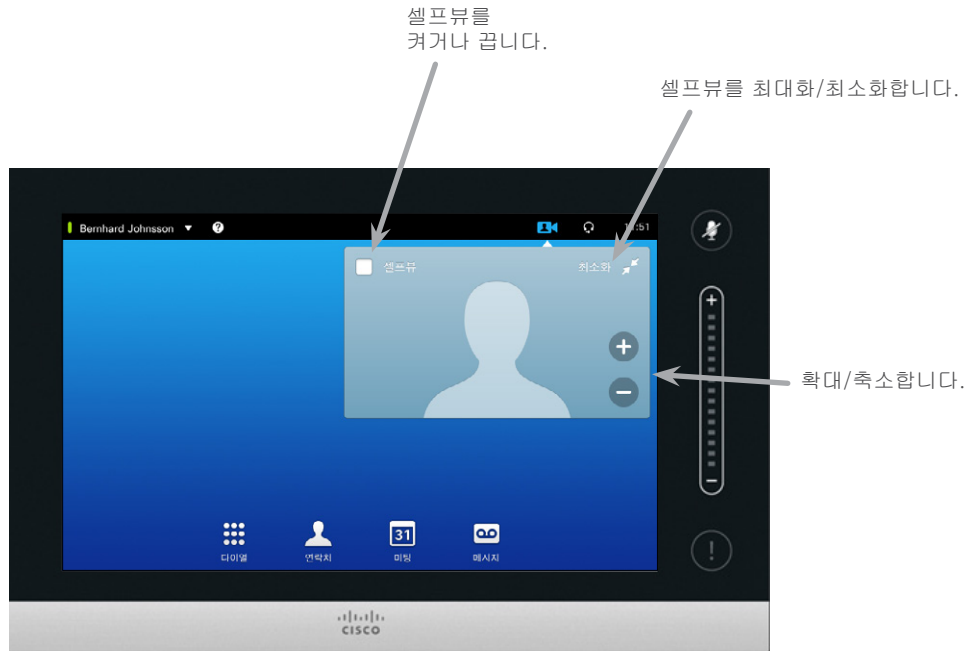 셀프뷰를
켜거나 끕니다.
셀프뷰를 최대화/최소화합니다.
Bernhard Johnsson
셀프뷰
최소화
확대/축소합니다.
31
다이얼
연락처
미팅
메시지
CISCO